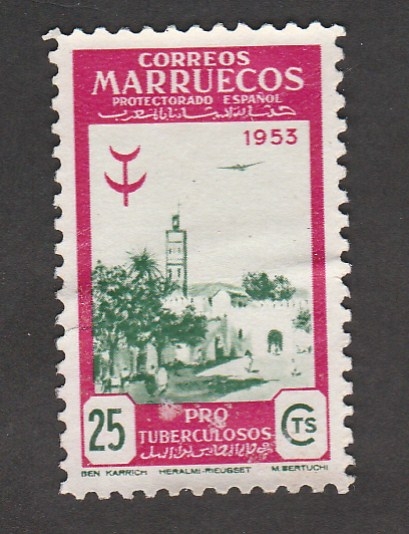 CORREOS
MARRUECOS
PROTECTORADO ESPAÑOL
1953
25
CTS
PRO
TUBERCULOSOS
BEN KARRICH HERALMI-RIEUSSET M. BERTUCHI